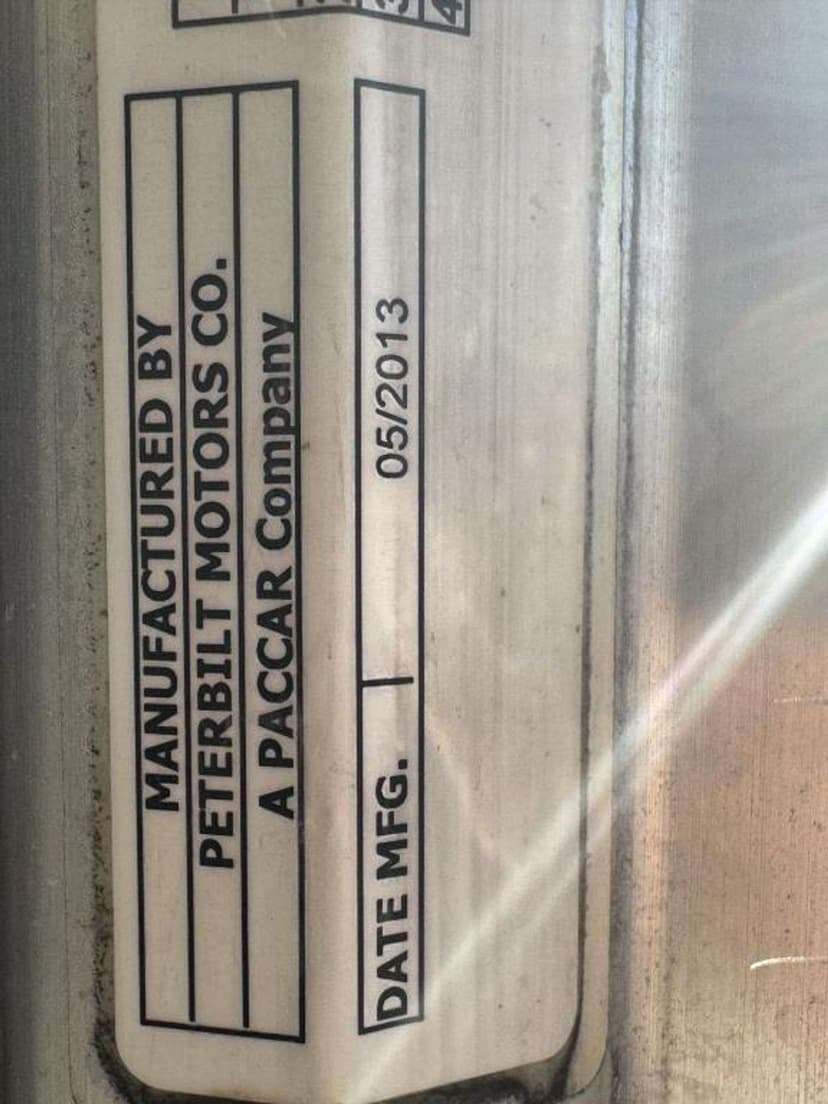 MANUFACTURED BY
PETERBILT MOTORS CO.
A PACCAR Company
DATE MFG. 05/2013